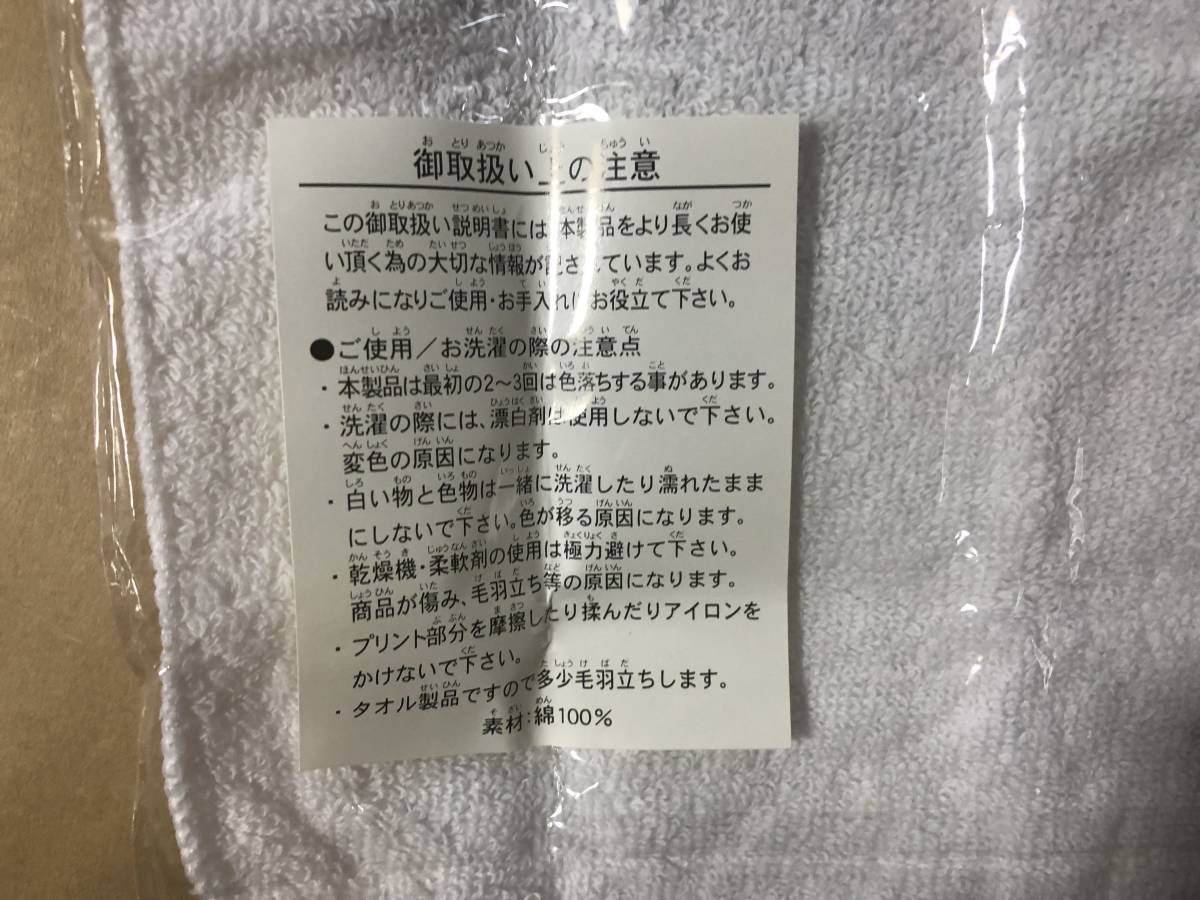 御取扱い上の注意
この御取扱い説明書には本製品をより長くお使
い頂く為の大切な情報が記されています。よくお
読みになりご使用・お手入れにお役立て下さい。
●ご使用／お洗濯の際の注意点
・本製品は最初の2〜3回は色落ちする事があります。
・洗濯の際には、漂白剤は使用しないで下さい。
変色の原因になります。
・白い物と色物は一緒に洗濯したり濡れたまま
にしないで下さい。色が移る原因になります。
・乾燥機・柔軟剤の使用は極力避けて下さい。
商品が傷み、毛羽立ち等の原因になります。
・プリント部分を摩擦したり揉んだりアイロンを
かけないで下さい。
・タオル製品ですので多少毛羽立ちします。
素材:綿100%